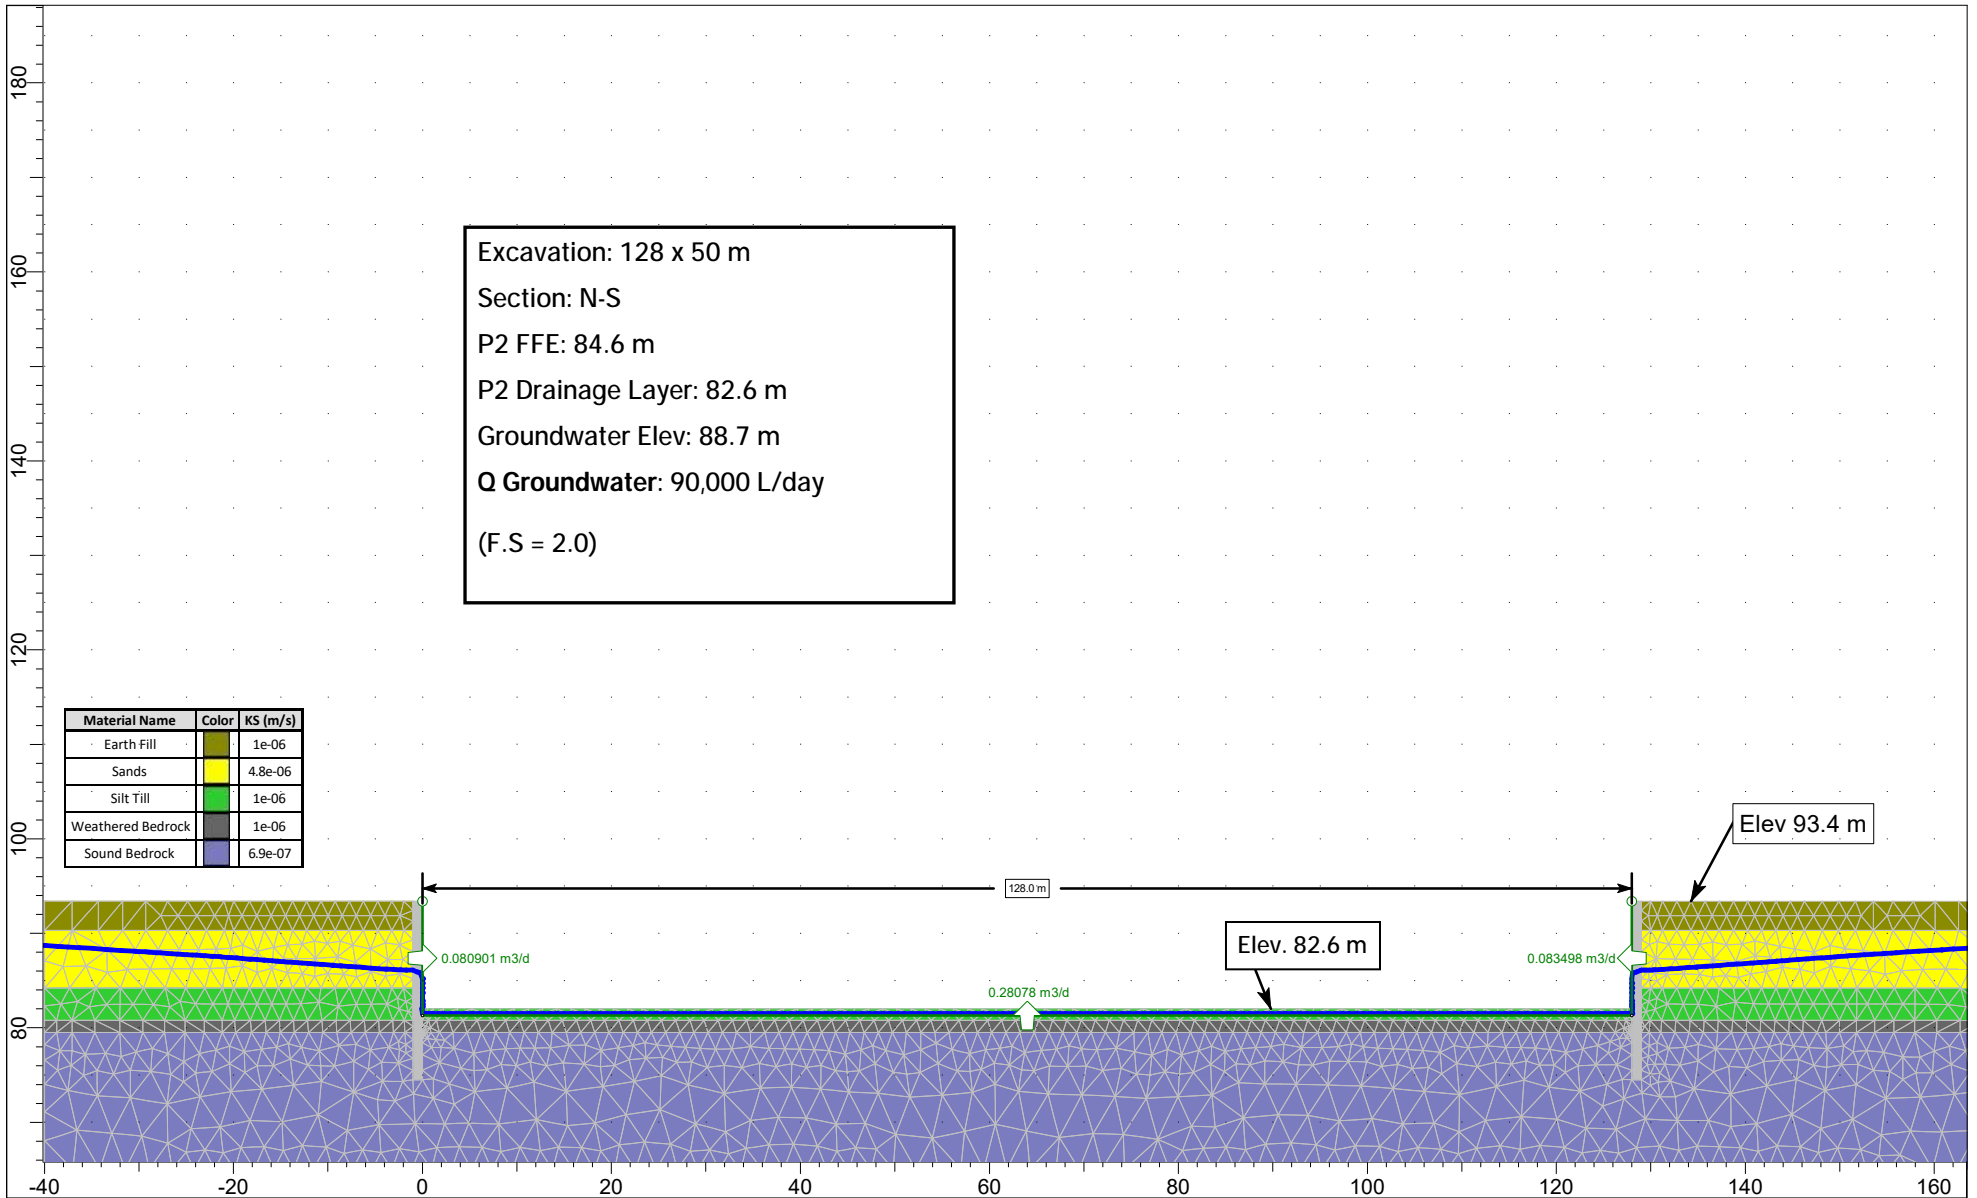 180
160
140
120
100
80
Excavation: 128 x 50 m
Section: N-S
P2 FFE: 84.6 m
P2 Drainage Layer: 82.6 m
Groundwater Elev: 88.7 m
Q Groundwater: 90,000 L/day
(F.S = 2.0)
Material Name Color KS (m/s)
Earth Fill 1e-06
Sands 4.8e-06
Silt Till 1e-06
Weathered Bedrock 1e-06
Sound Bedrock 6.9e-07
Elev 93.4 m
128.0 m
Elev. 82.6 m
0.080901 m3/d
0.083498 m3/d
0.28078 m3/d
-40 -20 0 20 40 60 80 100 120 140 160